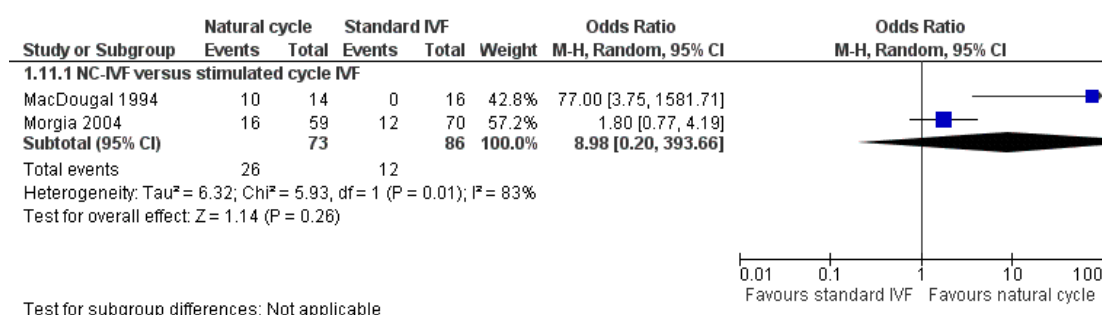 Natural cycle Standard IVF Odds Ratio Odds Ratio
Study or Subgroup Events Total Events Total Weight M-H, Random, 95% CI M-H, Random, 95% CI
1.11.1 NC-IVF versus stimulated cycle IVF
MacDougal 1994 10 14 0 16 42.8% 77.00 [3.75, 1581.71]
Morgia 2004 16 59 12 70 57.2% 1.80 [0.77, 4.19]
Subtotal (95% CI) 73 86 100.0% 8.98 [0.20, 393.66]
Total events 26 12
Heterogeneity: Tau² = 6.32; Chi² = 5.93, df = 1 (P = 0.01); I² = 83%
Test for overall effect: Z = 1.14 (P = 0.26)
0.01 0.1 1 10 100
Favours standard IVF Favours natural cycle
Test for subgroup differences: Not applicable